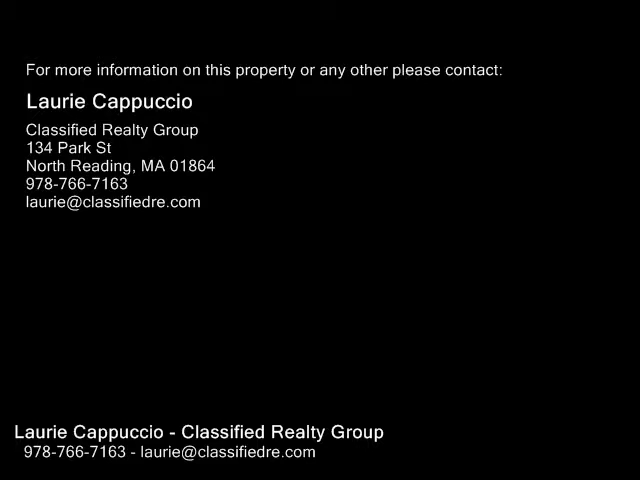 For more information on this property or any other please contact:
Laurie Cappuccio
Classified Realty Group
134 Park St
North Reading, MA 01864
978-766-7163
laurie@classifiedre.com
Laurie Cappuccio - Classified Realty Group
978-766-7163 - laurie@classifiedre.com